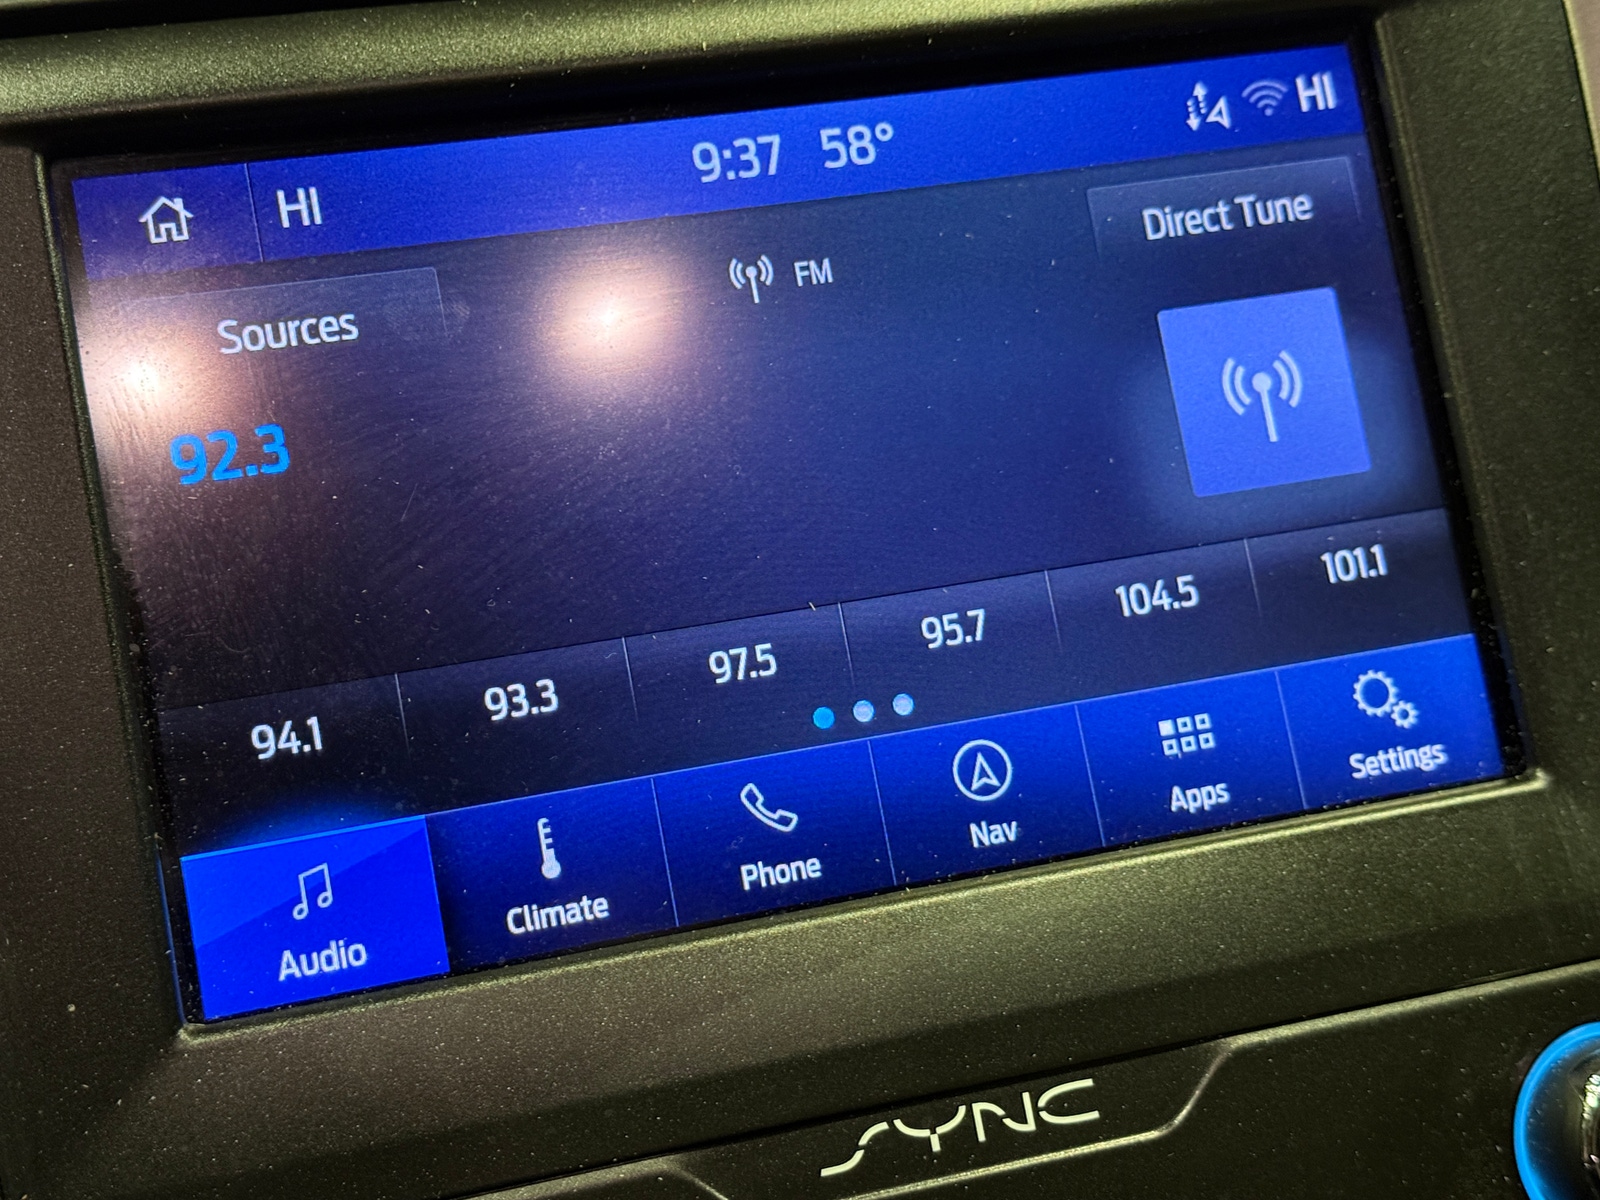 HI 9:37 58° HI
Sources FM Direct Tune
92.3
94.1 93.3 97.5 95.7 104.5 101.1
Audio Climate Phone Nav Apps Settings
SYNC